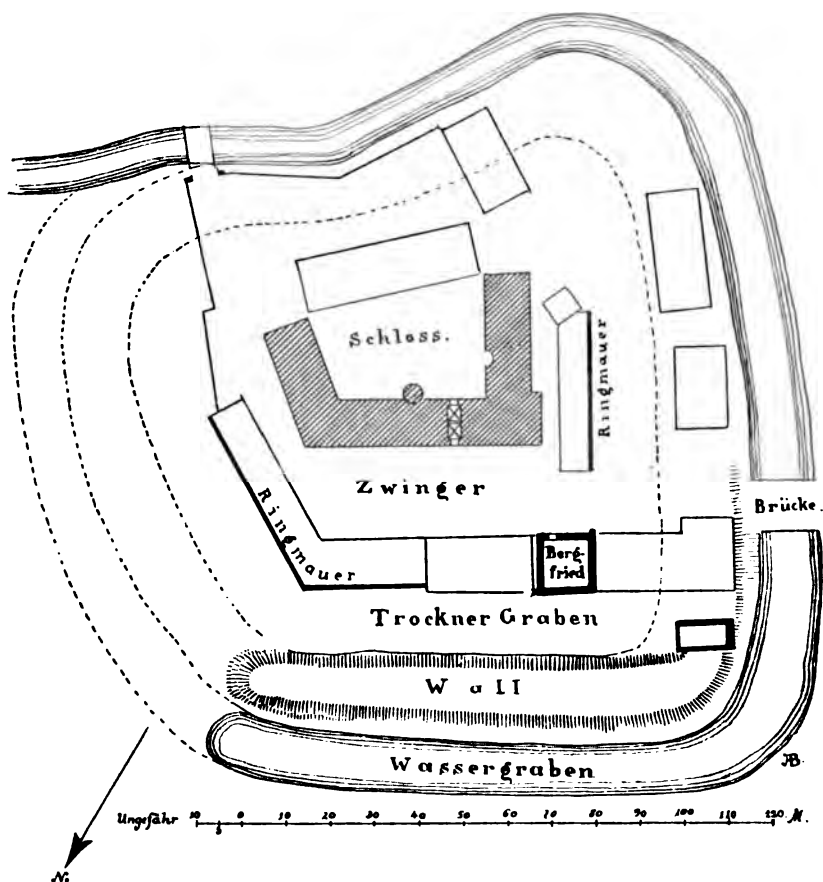 Schloss.
Ringmauer
Zwinger
Ringmauer
Brücke.
Berg-
fried
Trockner Graben
Wall
Wassergraben
JB.
Ungefähr 10 5 0 10 20 30 40 50 60 70 80 90 100 110 120 M.
N.